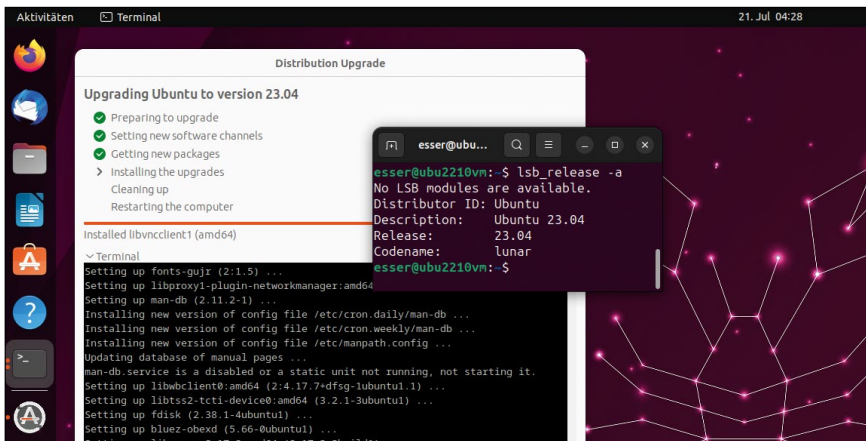 Aktivitäten
Terminal
21. Jul 04:28
Distribution Upgrade
Upgrading Ubuntu to version 23.04
Preparing to upgrade
Setting new software channels
Getting new packages
Installing the upgrades
Cleaning up
Restarting the computer
Installed libvncclient1 (amd64)
Terminal
Setting up fonts-gujr (2:1.5) ...
Setting up libproxy1-plugin-networkmanager:amd64
Setting up man-db (2.11.2-1) ...
Installing new version of config file /etc/cron.daily/man-db ...
Installing new version of config file /etc/cron.weekly/man-db ...
Installing new version of config file /etc/manpath.config ...
Updating database of manual pages ...
man-db.service is a disabled or a static unit not running, not starting it.
Setting up libwbclient0:amd64 (2:4.17.7+dfsg-1ubuntu1.1) ...
Setting up libtss2-tcti-device0:amd64 (3.2.1-3ubuntu1) ...
Setting up fdisk (2.38.1-4ubuntu1) ...
Setting up bluez-obexd (5.66-0ubuntu1) ...
esser@ubu...
esser@ubu2210vm:~$ lsb_release -a
No LSB modules are available.
Distributor ID: Ubuntu
Description: Ubuntu 23.04
Release: 23.04
Codename: lunar
esser@ubu2210vm:~$